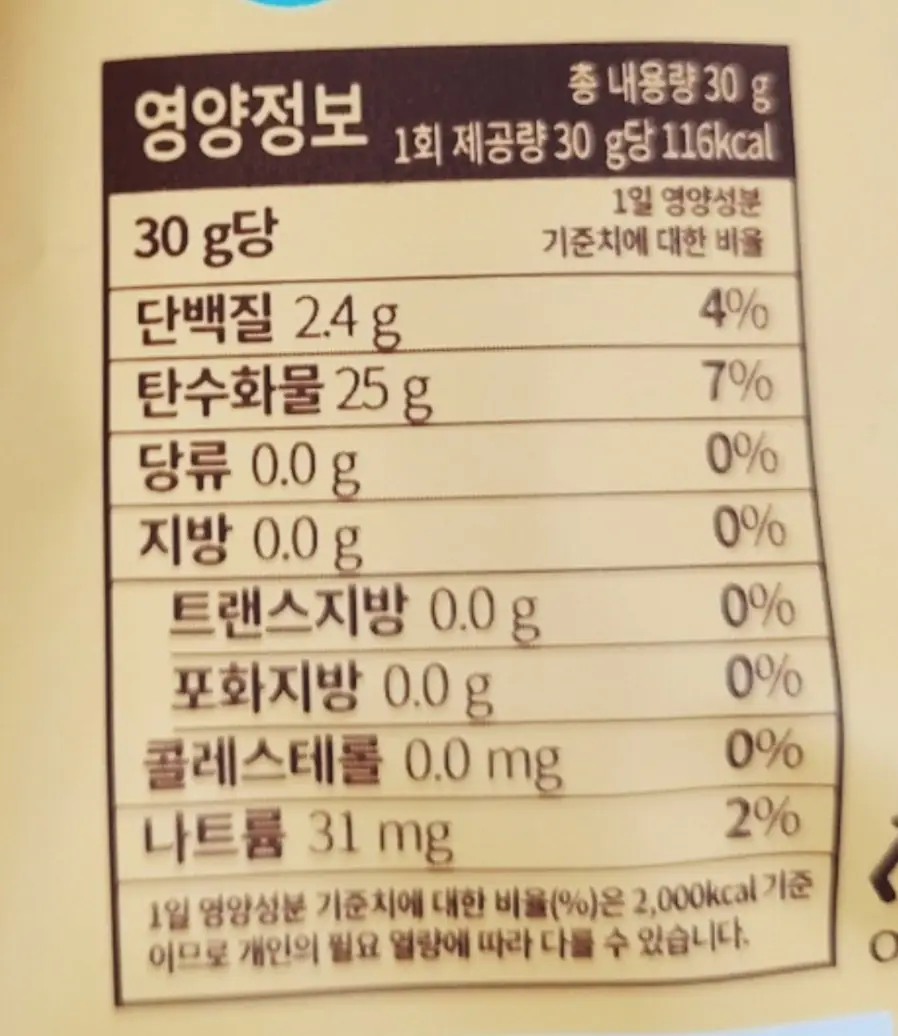 영양정보
총 내용량 30 g
1회 제공량 30 g당 116kcal
30 g당
1일 영양성분
기준치에 대한 비율
단백질 2.4 g 4%
탄수화물 25 g 7%
당류 0.0 g 0%
지방 0.0 g 0%
트랜스지방 0.0 g 0%
포화지방 0.0 g 0%
콜레스테롤 0.0 mg 0%
나트륨 31 mg 2%
1일 영양성분 기준치에 대한 비율(%)은 2,000kcal 기준
이므로 개인의 필요 열량에 따라 다를 수 있습니다.